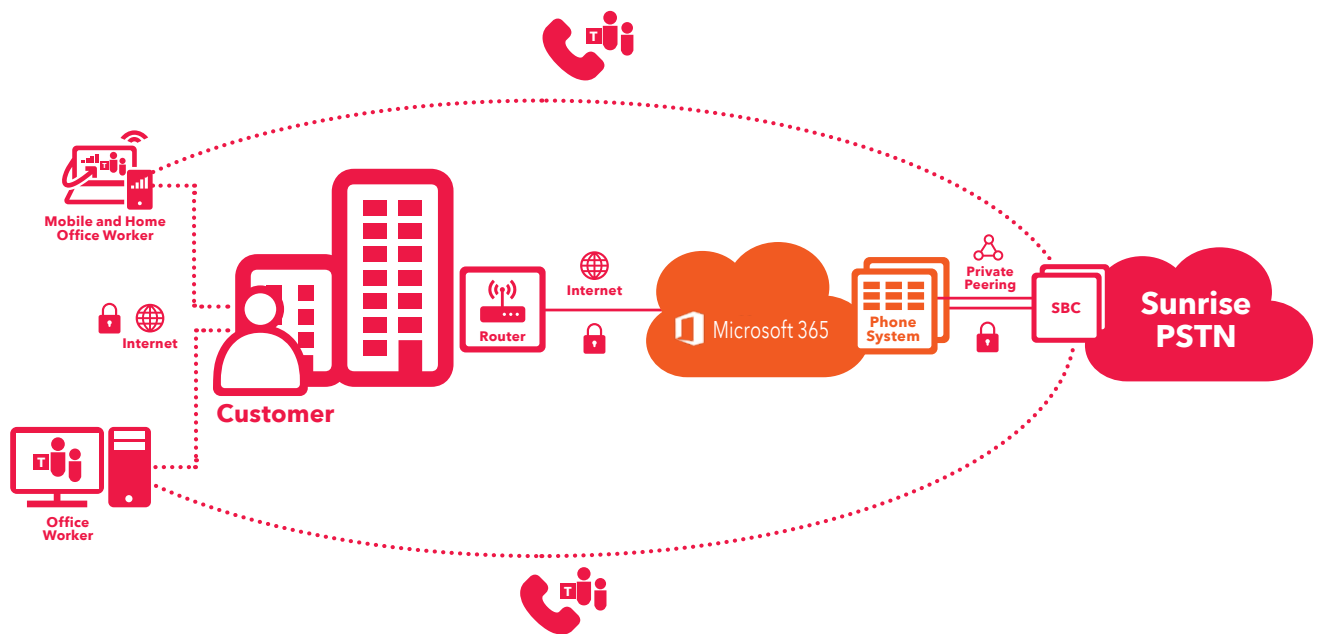 T
T
Mobile and Home
Office Worker
Internet
Customer
Router
Internet
Microsoft 365
Phone
System
Private
Peering
SBC
Sunrise
PSTN
T
Office
Worker
T